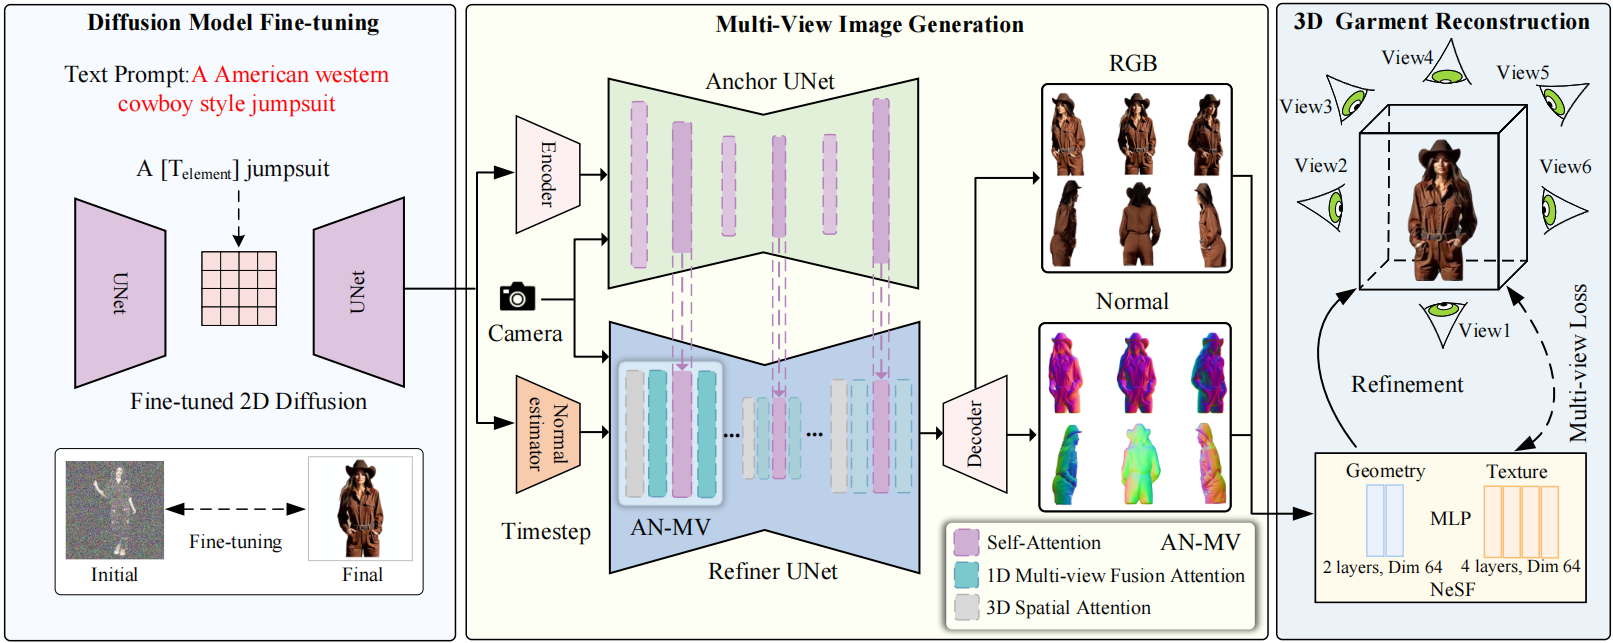 Diffusion Model Fine-tuning
Text Prompt:A American western
cowboy style jumpsuit
A [Telement] jumpsuit
UNet
UNet
Fine-tuned 2D Diffusion
Fine-tuning
Initial
Final
Multi-View Image Generation
Anchor UNet
Encoder
Camera
Normal
estimator
Timestep
...
...
AN-MV
Refiner UNet
Decoder
RGB
Normal
Self-Attention
AN-MV
1D Multi-view Fusion Attention
3D Spatial Attention
3D Garment Reconstruction
View4
View5
View3
View2
View6
View1
Refinement
Multi-view Loss
Geometry
Texture
MLP
2 layers, Dim 64
4 layers, Dim 64
NeSF